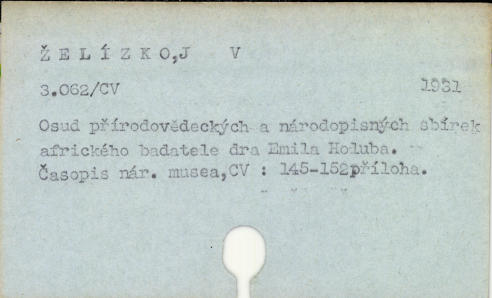 ŽELÍZKO,J V
3.062/CV 1931
Osud přírodovědeckých a národopisných sbírek
afrického badatele dra Emila Holuba.
Časopis nár. musea,CV : 145-152příloha.